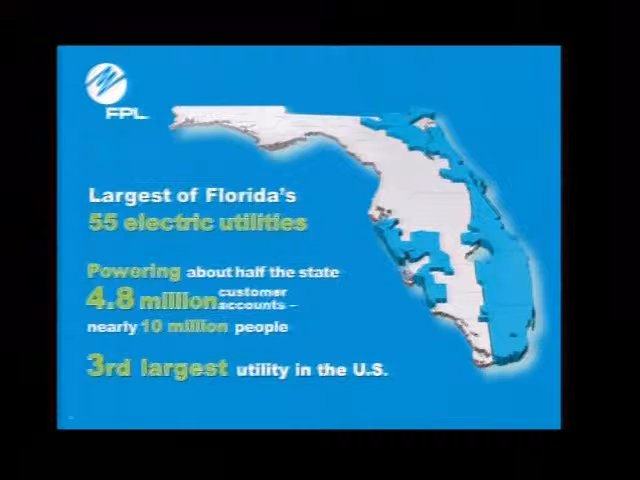 FPL
Largest of Florida's
55 electric utilities
Powering about half the state
4.8 million customer accounts –
nearly 10 million people
3rd largest utility in the U.S.